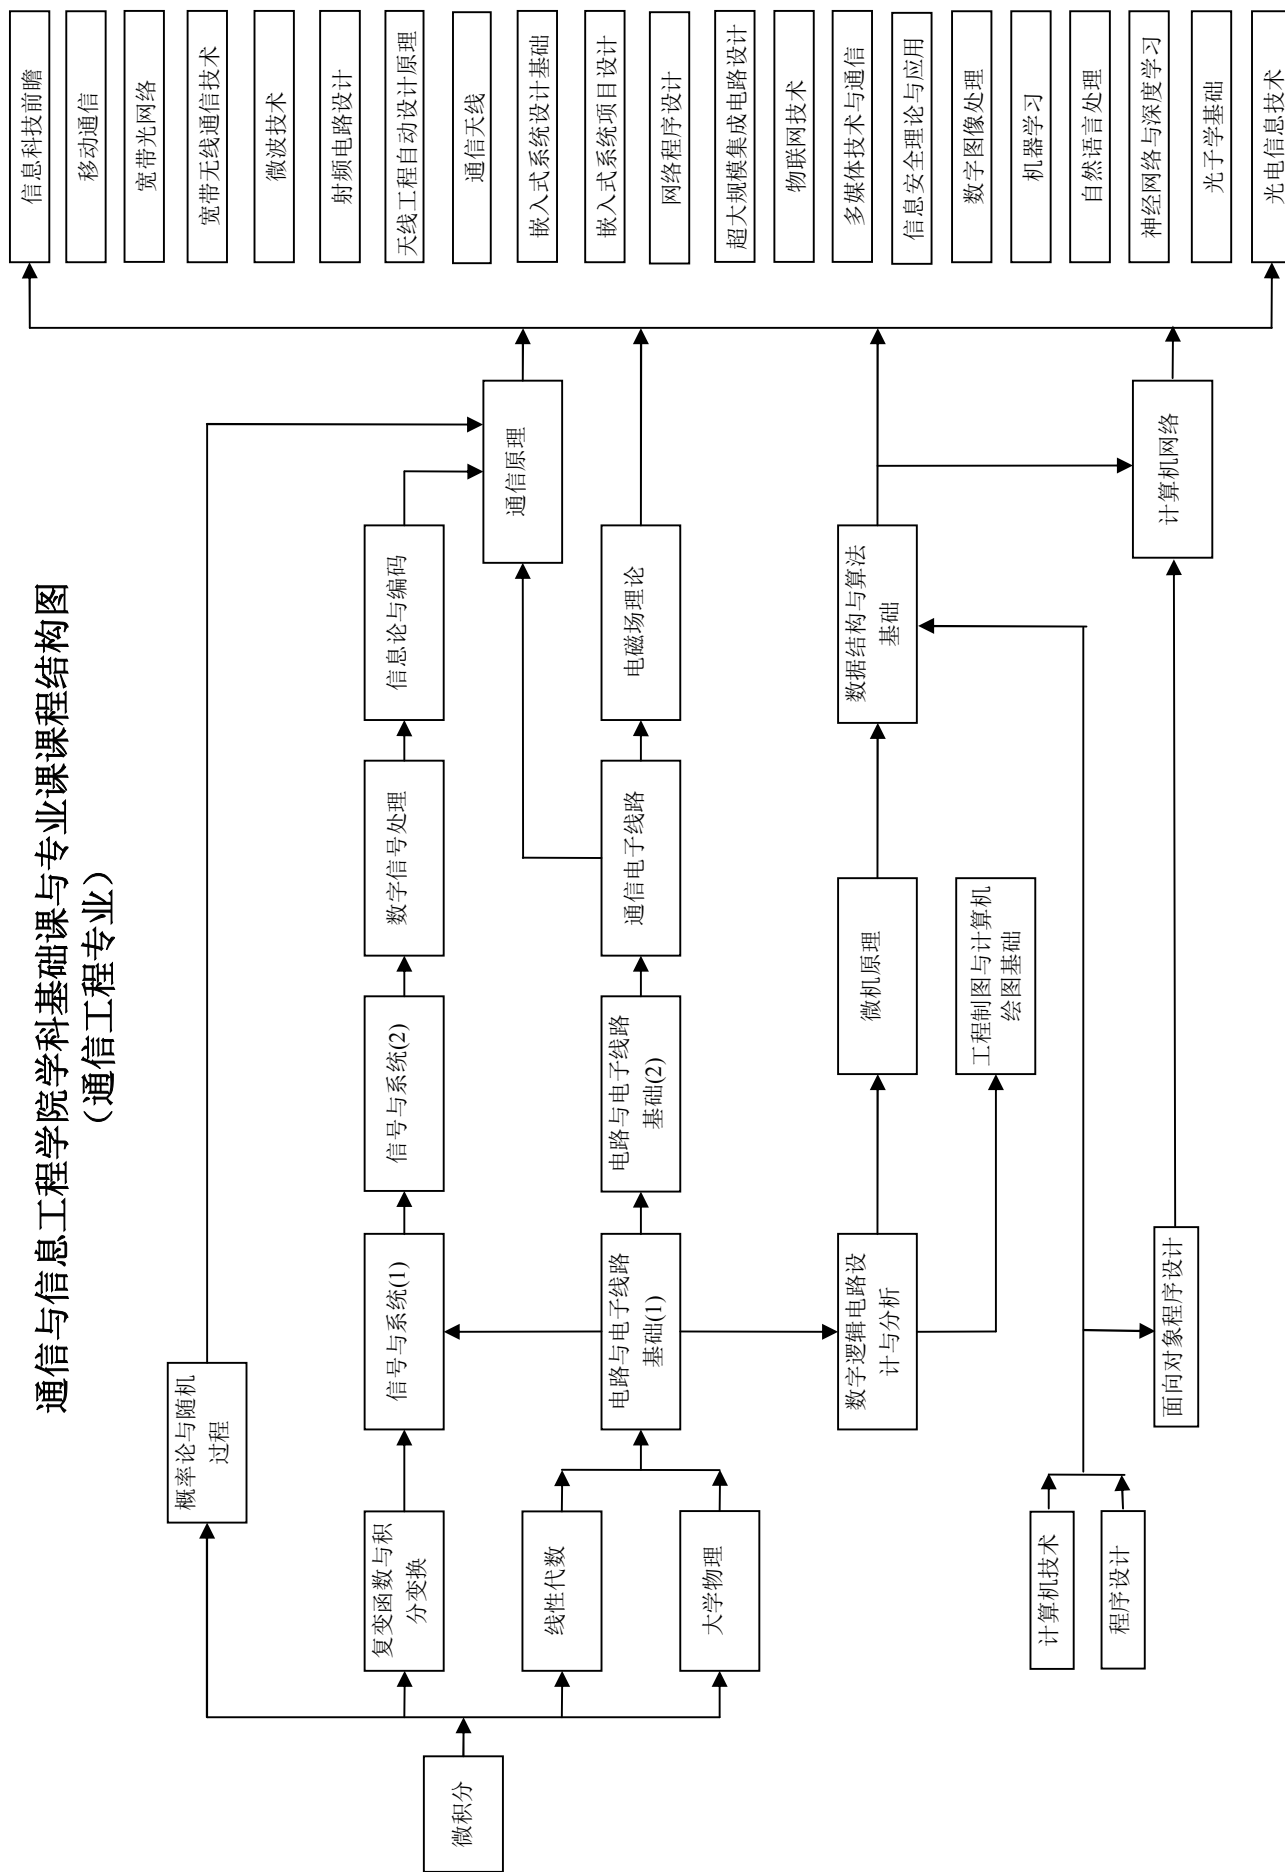 通信与信息工程学院学科基础课与专业课课程结构图
（通信工程专业）
微积分
概率论与随机
过程
复变函数与积
分变换
线性代数
大学物理
计算机技术
程序设计
信号与系统(1)
电路与电子线路
基础(1)
数字逻辑电路设
计与分析
面向对象程序设计
信号与系统(2)
电路与电子线路
基础(2)
微机原理
工程制图与计算机
绘图基础
数字信号处理
通信电子线路
信息论与编码
电磁场理论
数据结构与算法
基础
通信原理
计算机网络
信息科技前瞻
移动通信
宽带光网络
宽带无线通信技术
微波技术
射频电路设计
天线工程自动设计原理
通信天线
嵌入式系统设计基础
嵌入式系统项目设计
网络程序设计
超大规模集成电路设计
物联网技术
多媒体技术与通信
信息安全理论与应用
数字图像处理
机器学习
自然语言处理
神经网络与深度学习
光子学基础
光电信息技术